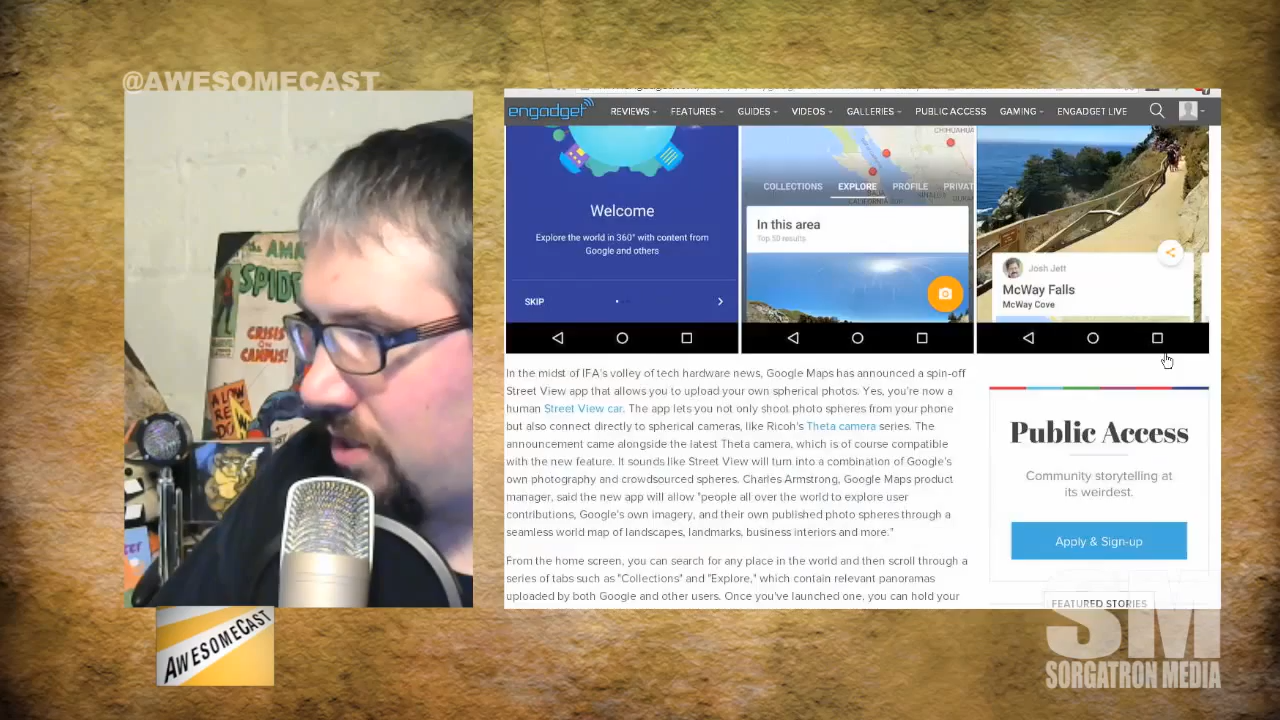 @AWESOMECAST
THE AMA
SPIDE
CRISIS
ON
CAMPUS!
AWESOMECAST
engadget
REVIEWS
FEATURES
GUIDES
VIDEOS
GALLERIES
PUBLIC ACCESS
GAMING
ENGADGET LIVE
Welcome
Explore the world in 360° with content from
Google and others
SKIP
CHIHUAHUA
COLLECTIONS
EXPLORE
PROFILE
PRIVAT
In this area
Top 50 results
Josh Jett
McWay Falls
McWay Cove
In the midst of IFA's volley of tech hardware news, Google Maps has announced a spin-off
Street View app that allows you to upload your own spherical photos. Yes, you're now a
human Street View car. The app lets you not only shoot photo spheres from your phone
but also connect directly to spherical cameras, like Ricoh's Theta camera series. The
announcement came alongside the latest Theta camera, which is of course compatible
with the new feature. It sounds like Street View will turn into a combination of Google's
own photography and crowdsourced spheres. Charles Armstrong, Google Maps product
manager, said the new app will allow "people all over the world to explore user
contributions, Google's own imagery, and their own published photo spheres through a
seamless world map of landscapes, landmarks, business interiors and more."
From the home screen, you can search for any place in the world and then scroll through a
series of tabs such as "Collections" and "Explore," which contain relevant panoramas
uploaded by both Google and other users. Once you've launched one, you can hold your
Public Access
Community storytelling at
its weirdest.
Apply & Sign-up
FEATURED STORIES
SM
SORGATRON MEDIA